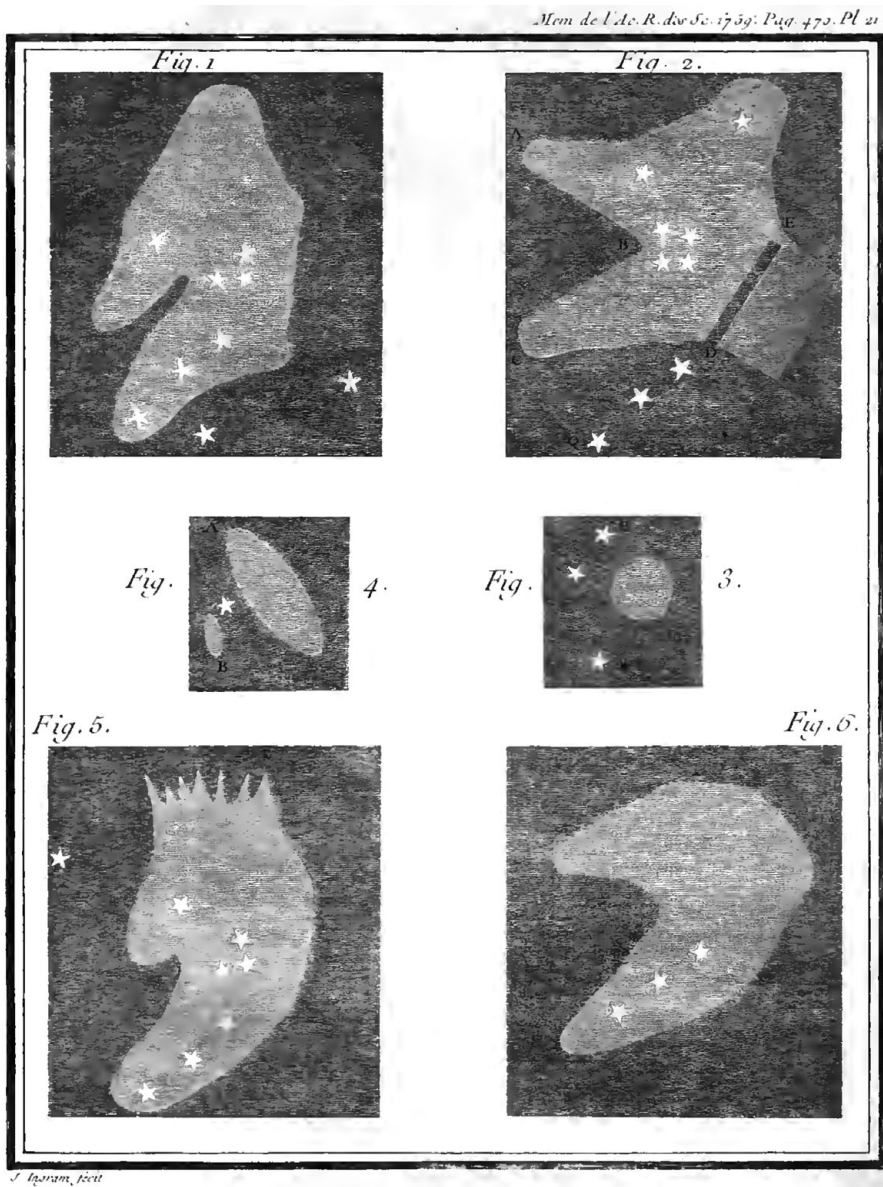 Mem de l'Ac. R. des Sc. 1759. Pag. 470. Pl 21
Fig. 1
Fig. 2.
A
B
E
C
D
Q
Fig. 4.
A
B
Fig. 3.
Fig. 5.
Fig. 6.
J Ingram fecit